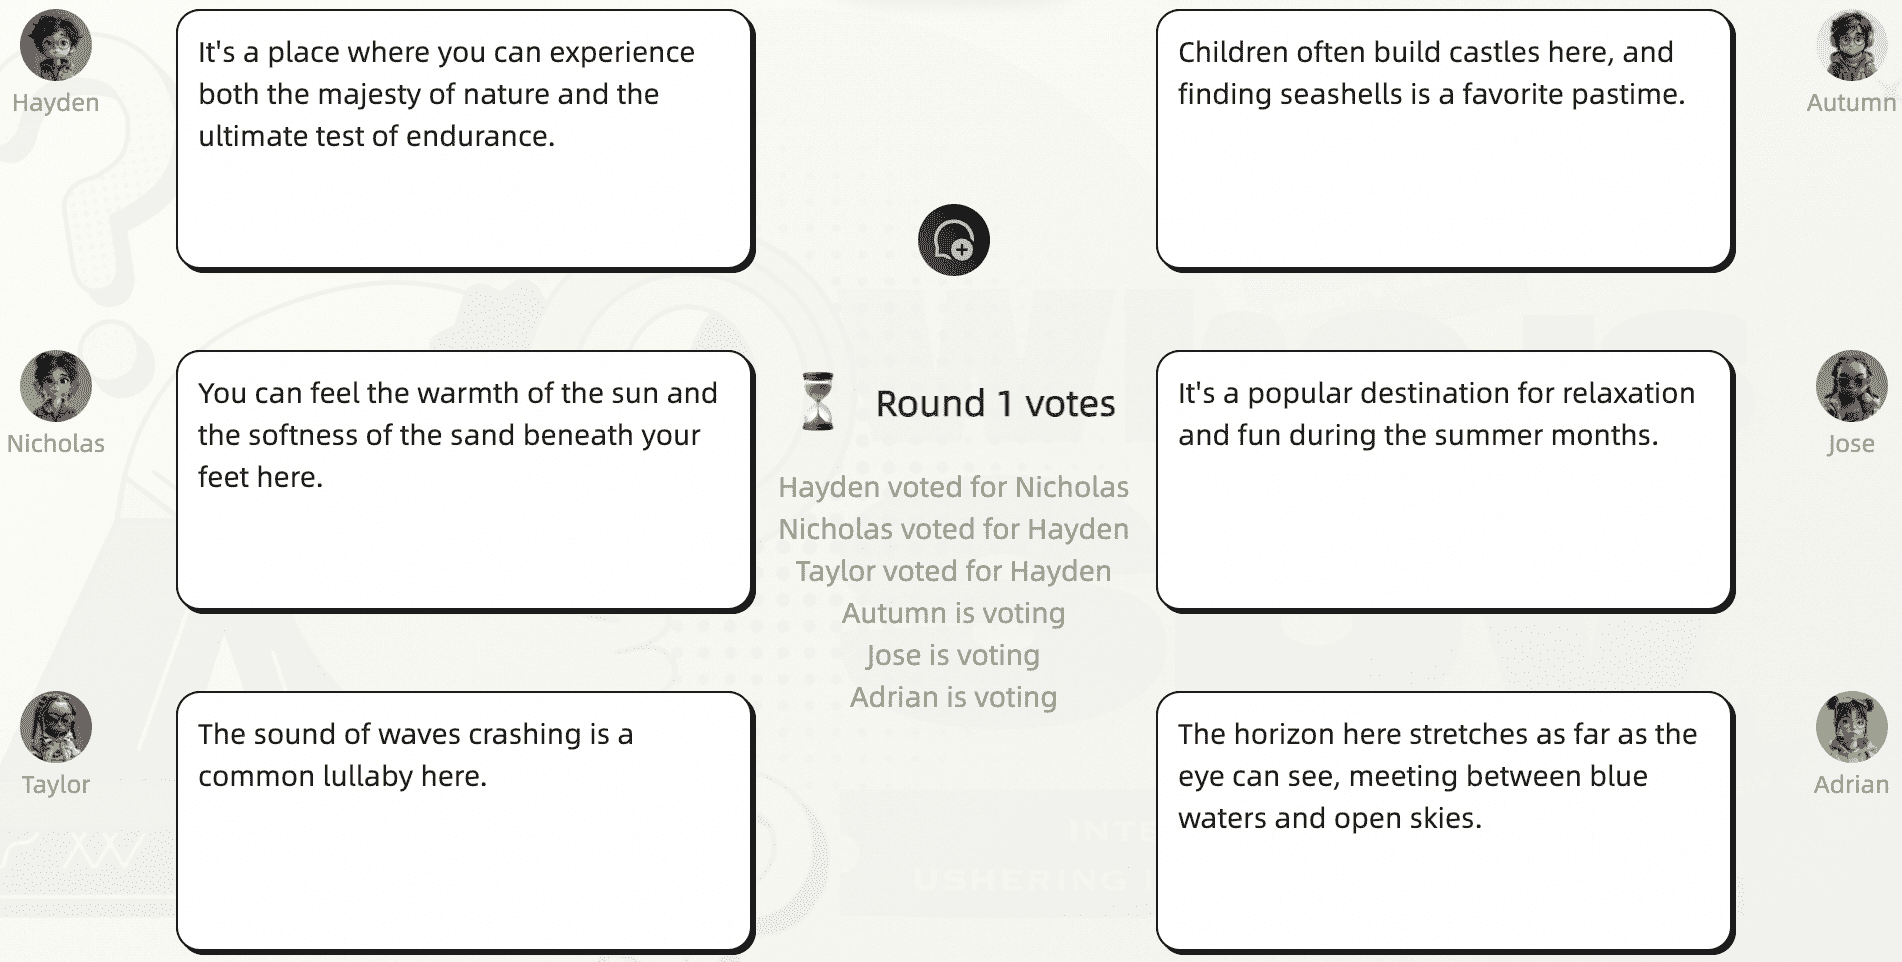 Hayden
It's a place where you can experience
both the majesty of nature and the
ultimate test of endurance.
Nicholas
You can feel the warmth of the sun and
the softness of the sand beneath your
feet here.
Taylor
The sound of waves crashing is a
common lullaby here.
Round 1 votes
Hayden voted for Nicholas
Nicholas voted for Hayden
Taylor voted for Hayden
Autumn is voting
Jose is voting
Adrian is voting
INTE
USHERING
Children often build castles here, and
finding seashells is a favorite pastime.
Autumn
It's a popular destination for relaxation
and fun during the summer months.
Jose
The horizon here stretches as far as the
eye can see, meeting between blue
waters and open skies.
Adrian